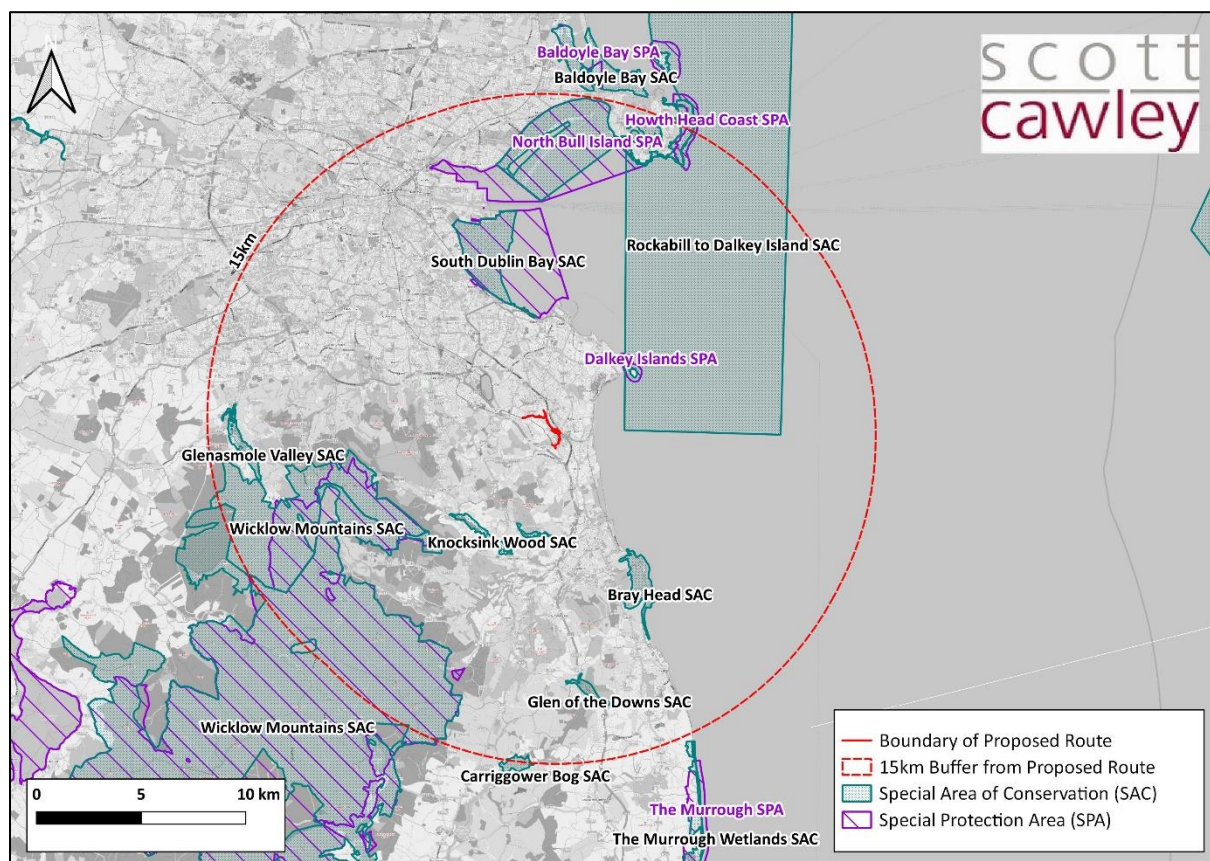 Baldoyle Bay SPA
Baldoyle Bay SAC
scott
cawley
Howth Head Coast SPA
North Bull Island SPA
15km
South Dublin Bay SAC
Rockabill to Dalkey Island SAC
Dalkey Islands SPA
Glenasmole Valley SAC
Wicklow Mountains SAC
Knocksink Wood SAC
Bray Head SAC
Glen of the Downs SAC
Wicklow Mountains SAC
Carriggower Bog SAC
The Murrough SPA
The Murrough Wetlands SAC
0 5 10 km
Boundary of Proposed Route
15km Buffer from Proposed Route
Special Area of Conservation (SAC)
Special Protection Area (SPA)